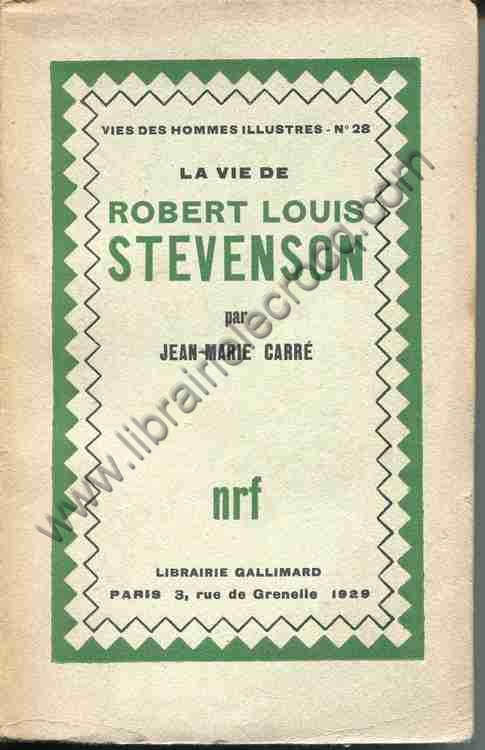 VIES DES HOMMES ILLUSTRES - N° 28
LA VIE DE
ROBERT LOUIS
STEVENSON
par
JEAN-MARIE CARRÉ
nrf
LIBRAIRIE GALLIMARD
PARIS 3, rue de Grenelle 1929
www.librairielecrocq.com